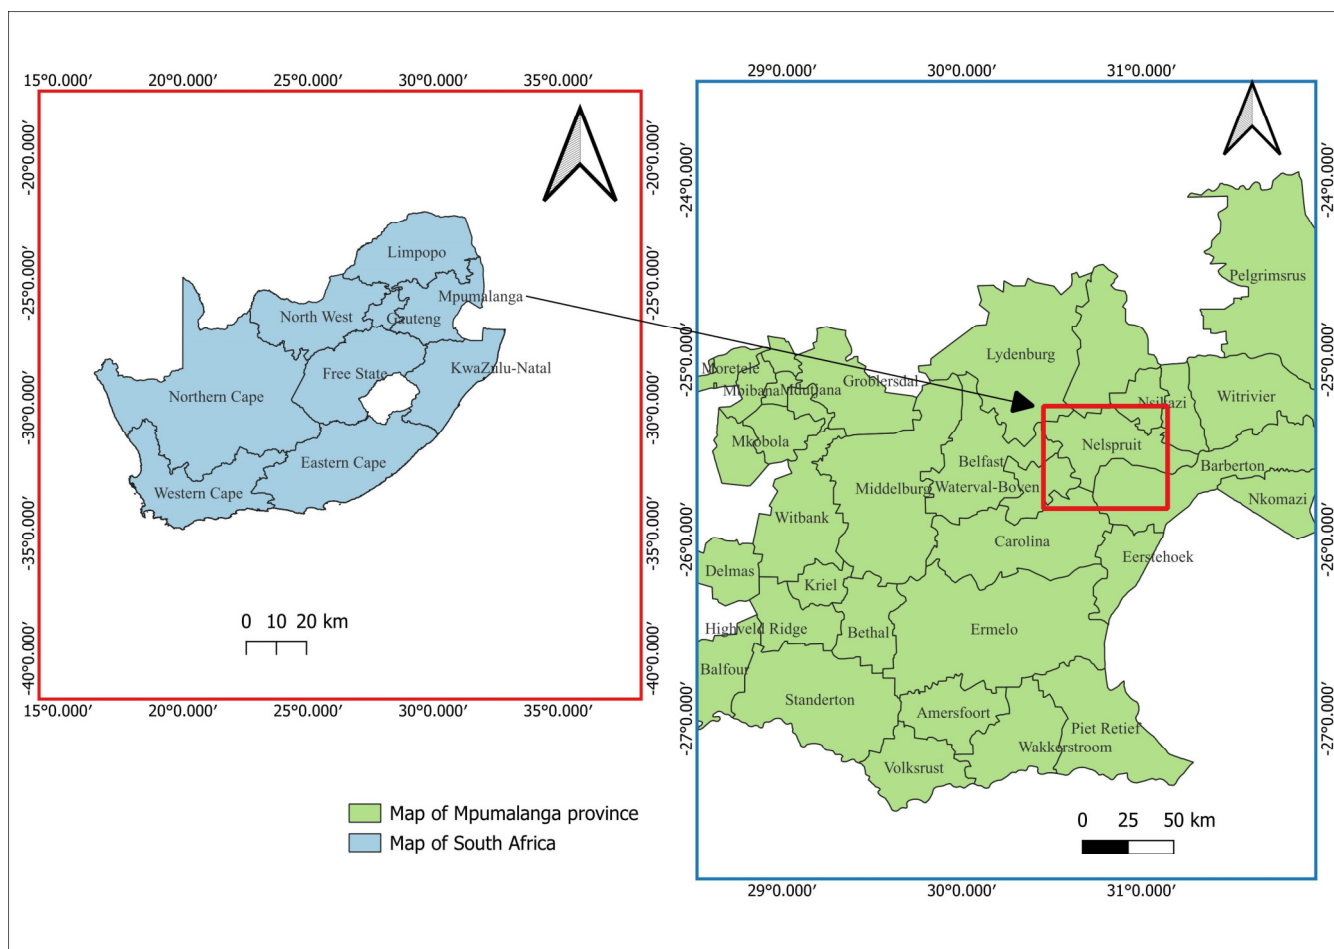 15°0.000′ 20°0.000′ 25°0.000′ 30°0.000′ 35°0.000′
-20°0.000′
-25°0.000′
-30°0.000′
-35°0.000′
-40°0.000′
Limpopo
Mpumalanga
North West
Gauteng
Free State
KwaZulu-Natal
Northern Cape
Eastern Cape
Western Cape
0 10 20 km
-20°0.000′
-25°0.000′
-30°0.000′
-35°0.000′
-40°0.000′
15°0.000′ 20°0.000′ 25°0.000′ 30°0.000′ 35°0.000′
Map of Mpumalanga province
Map of South Africa
29°0.000′ 30°0.000′ 31°0.000′
-24°0.000′
-25°0.000′
-26°0.000′
-27°0.000′
Pelgrimsrus
Lydenburg
Moretele
Groblersdal
Mbibana
Mdutjana
Nsikazi
Witrivier
Mkobola
Nelspruit
Belfast
Barberton
Middelburg
Waterval-Boven
Nkomazi
Witbank
Carolina
Eerstehoek
Delmas
Kriel
Highveld Ridge
Bethal
Ermelo
Balfour
Standerton
Amersfoort
Piet Retief
Wakkerstroom
Volksrust
0 25 50 km
-24°0.000′
-25°0.000′
-26°0.000′
-27°0.000′
29°0.000′ 30°0.000′ 31°0.000′